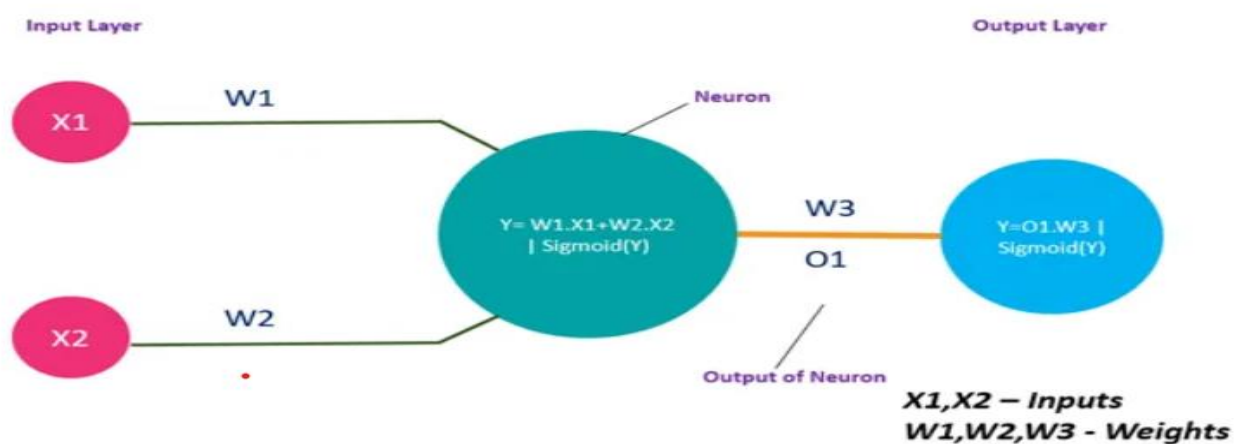 Input Layer
Output Layer
W1
Neuron
X1
Y= W1.X1+W2.X2
| Sigmoid(Y)
W3
O1
Y=O1.W3 |
Sigmoid(Y)
W2
X2
Output of Neuron
X1,X2 – Inputs
W1,W2,W3 - Weights